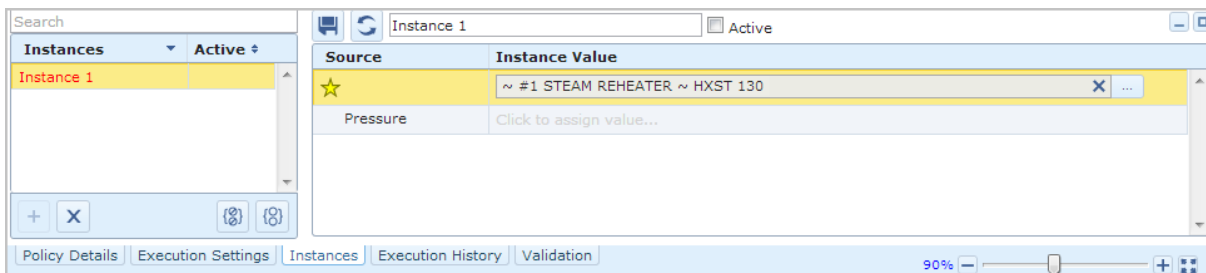 Search
Instances Active
Instance 1
Instance 1 Active
Source Instance Value
~ #1 STEAM REHEATER ~ HXST 130 ...
Pressure Click to assign value...
Policy Details Execution Settings Instances Execution History Validation
90%